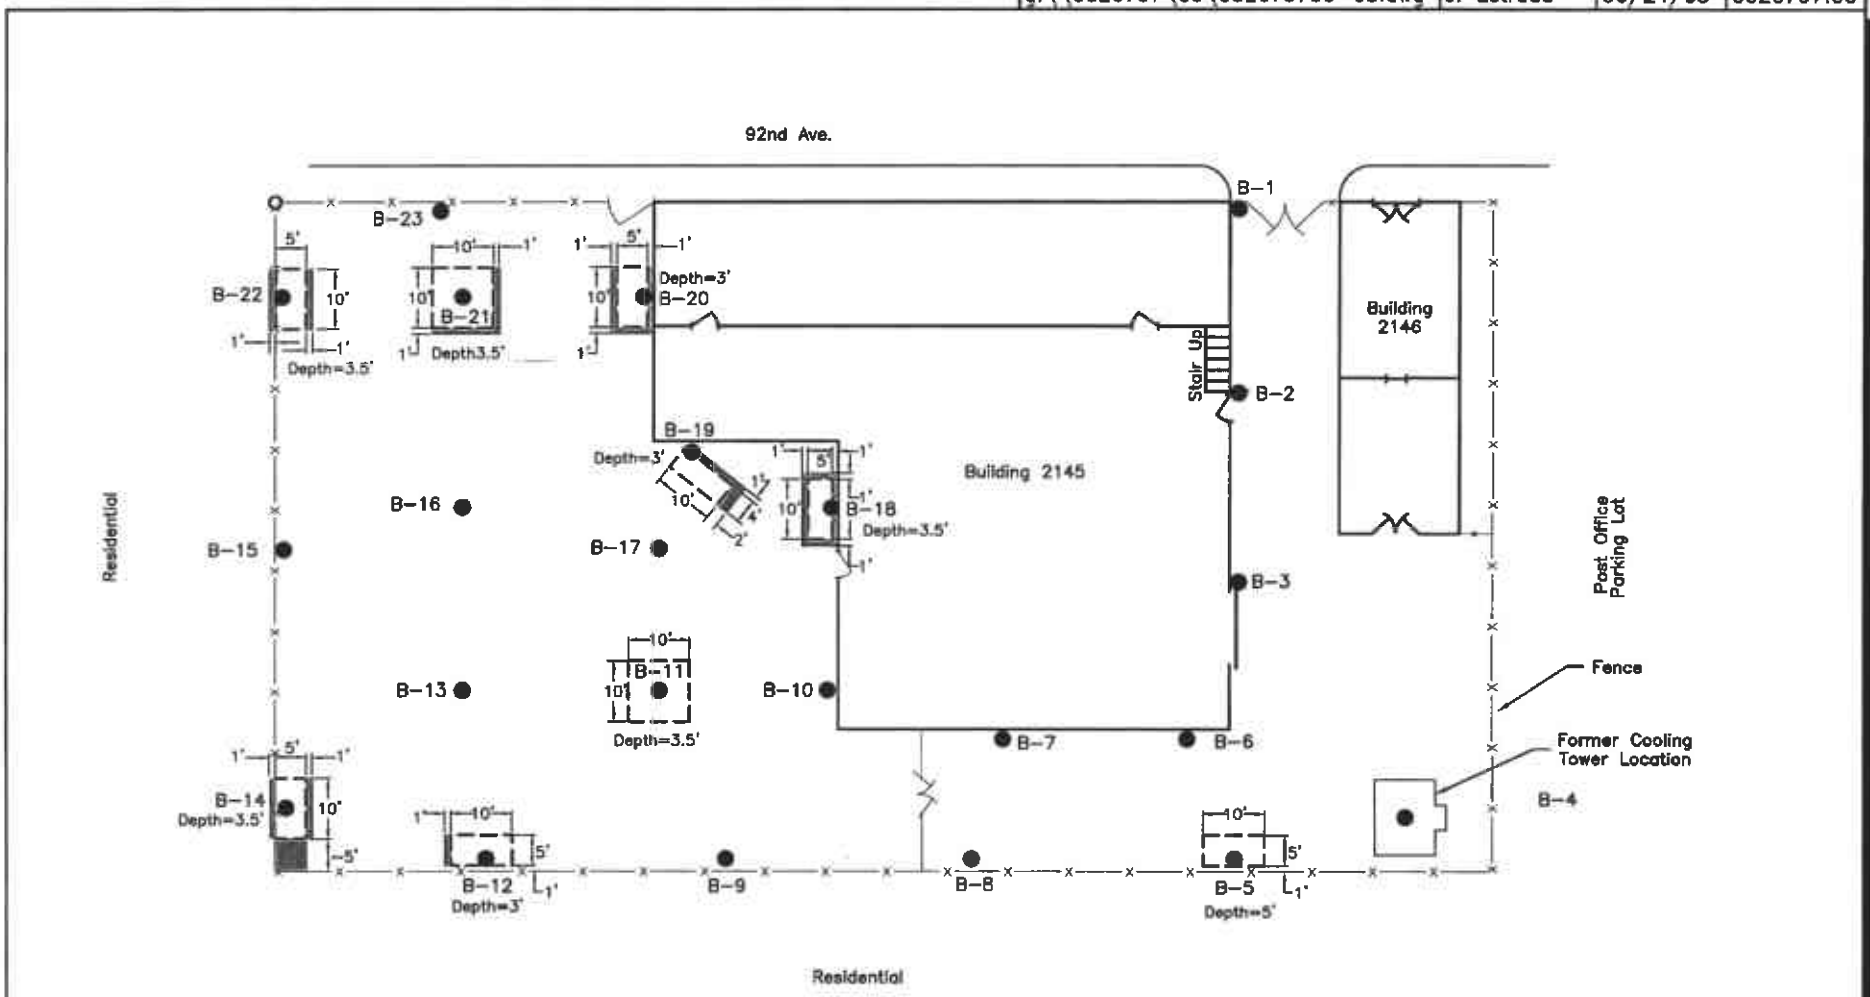 92nd Ave.
B-1
B-23
5'
10'
1'
1'
5'
1'
Depth=3'
B-22
10'
10'
B-21
10'
B-20
Building
2146
1'
1'
1'
Depth3.5'
1'
Depth=3.5'
Stair Up
B-2
B-19
Depth=3'
1'
5'
1'
Building 2145
10'
1'
4'
2'
10'
1'
B-18
Depth=3.5'
1'
B-16
B-15
B-17
Residential
Post Office
Parking Lot
B-3
10'
B-11
10'
Depth=3.5'
B-13
B-10
Fence
B-7
B-6
Former Cooling
Tower Location
1'
5'
1'
B-14
10'
Depth=3.5'
~5'
B-4
1'
10'
5'
B-12
1'
Depth=3'
B-9
B-8
10'
5'
B-5
1'
Depth=5'
Residential